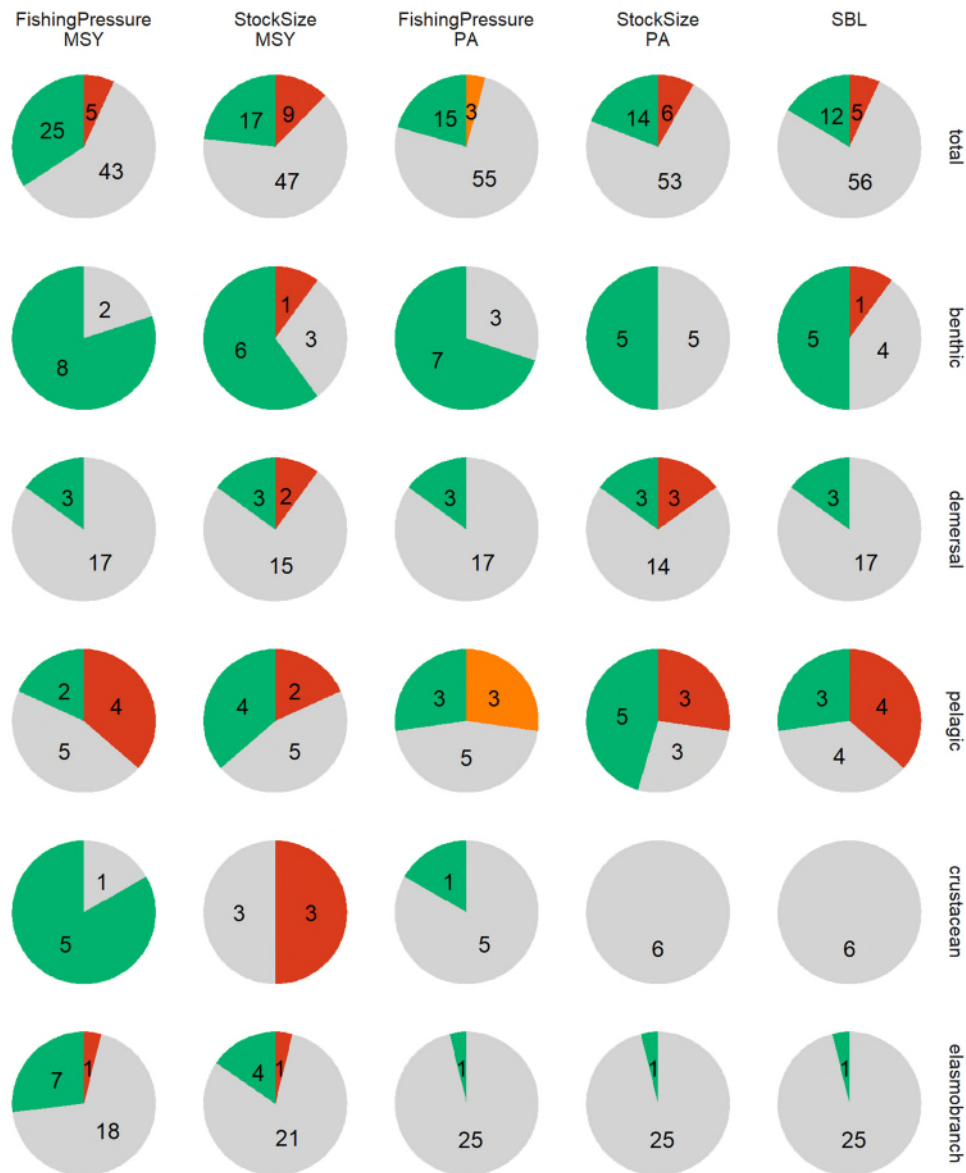 FishingPressure StockSize FishingPressure StockSize SBL
MSY MSY PA PA
25 5 43 17 9 47 15 3 55 14 6 53 12 5 56 total
8 2 6 1 3 7 3 5 5 5 1 4 benthic
3 17 3 2 15 3 17 3 3 14 3 17 demersal
2 4 5 4 2 5 3 3 5 5 3 3 3 4 4 pelagic
5 1 3 3 1 5 6 6 crustacean
7 1 18 4 1 21 1 25 1 25 1 25 elasmobranch